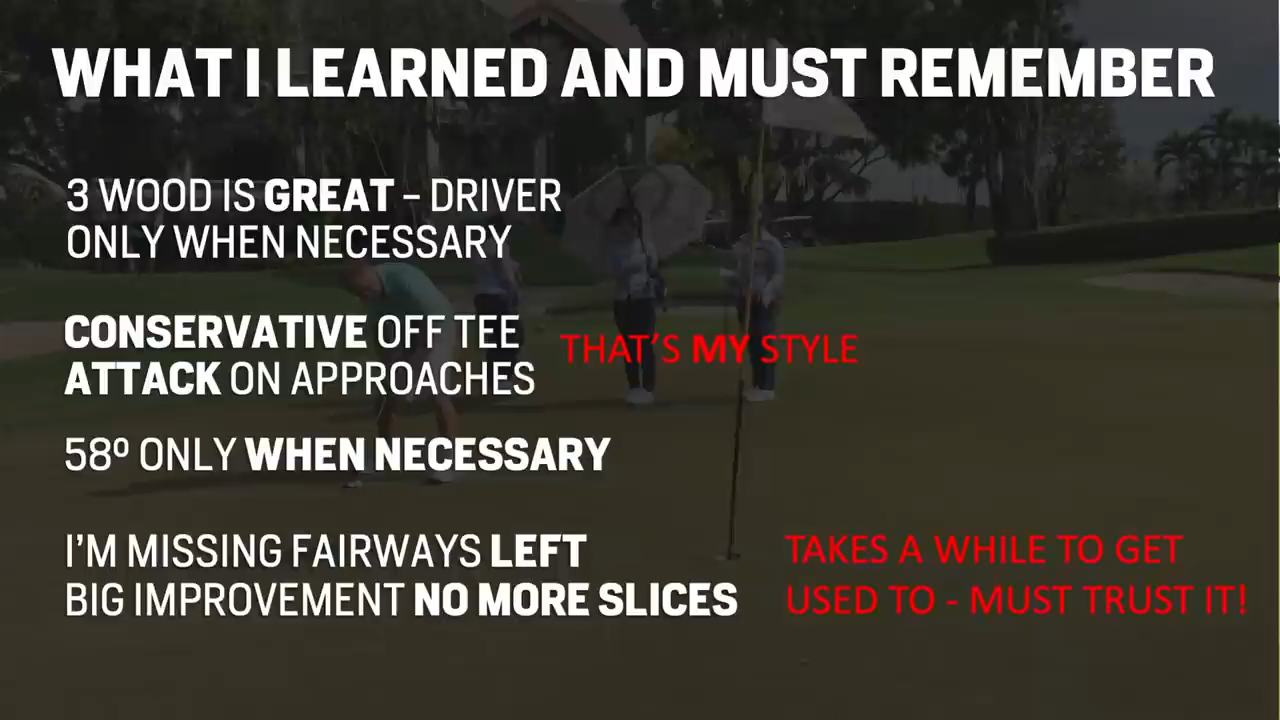 WHAT I LEARNED AND MUST REMEMBER
3 WOOD IS GREAT – DRIVER
ONLY WHEN NECESSARY
CONSERVATIVE OFF TEE
ATTACK ON APPROACHES
THAT'S MY STYLE
58º ONLY WHEN NECESSARY
I'M MISSING FAIRWAYS LEFT
BIG IMPROVEMENT NO MORE SLICES
TAKES A WHILE TO GET
USED TO - MUST TRUST IT!